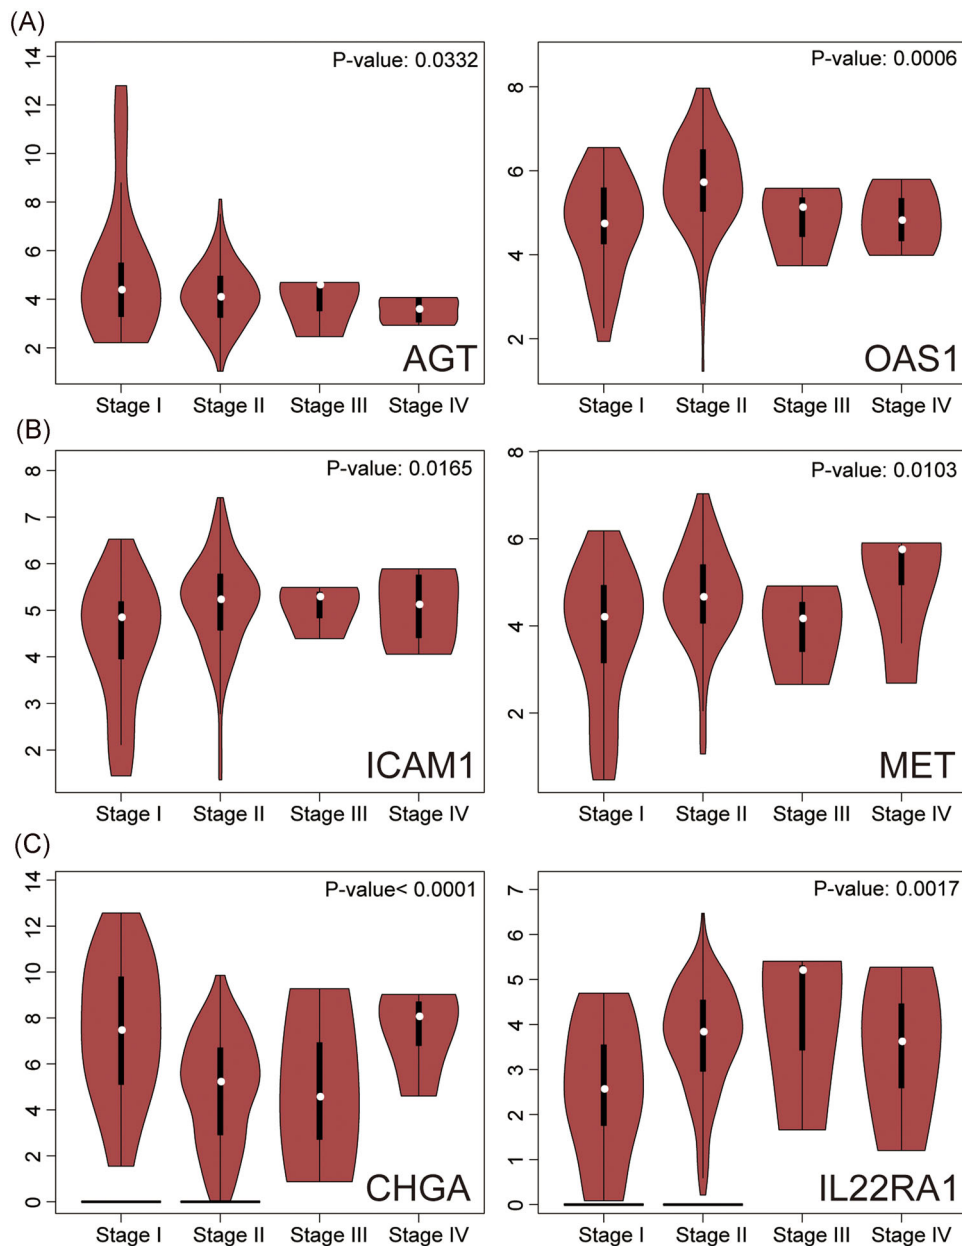 (A)
P-value: 0.0332
14
12
10
8
6
4
2
AGT
Stage I Stage II Stage III Stage IV
P-value: 0.0006
8
6
4
2
OAS1
Stage I Stage II Stage III Stage IV
(B)
P-value: 0.0165
8
7
6
5
4
3
2
ICAM1
Stage I Stage II Stage III Stage IV
P-value: 0.0103
8
6
4
2
MET
Stage I Stage II Stage III Stage IV
(C)
P-value< 0.0001
14
12
10
8
6
4
2
0
CHGA
Stage I Stage II Stage III Stage IV
P-value: 0.0017
7
6
5
4
3
2
1
0
IL22RA1
Stage I Stage II Stage III Stage IV